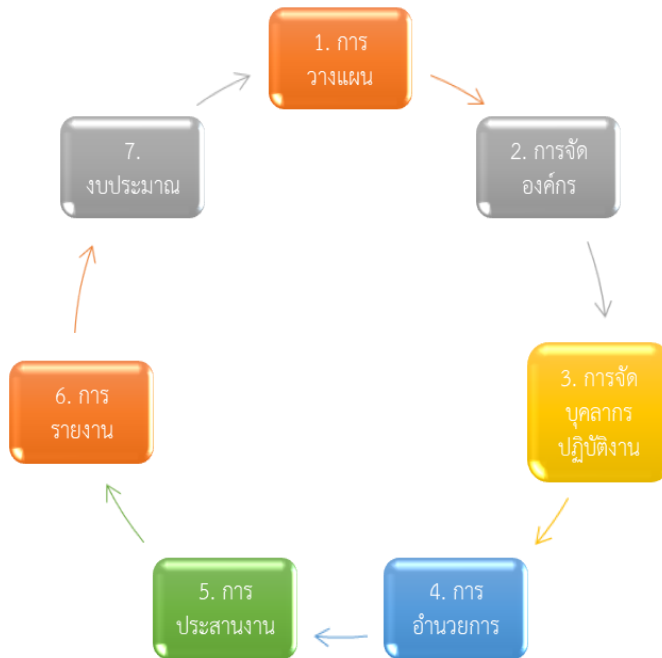 1. การ
วางแผน
2. การจัด
องค์กร
3. การจัด
บุคลากร
ปฏิบัติงาน
4. การ
อำนวยการ
5. การ
ประสานงาน
6. การ
รายงาน
7.
งบประมาณ